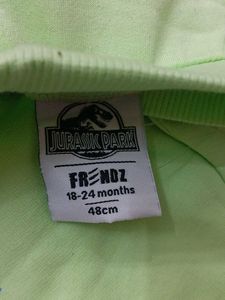 JURASSIC PARK
FRENDZ
18-24 months
48cm